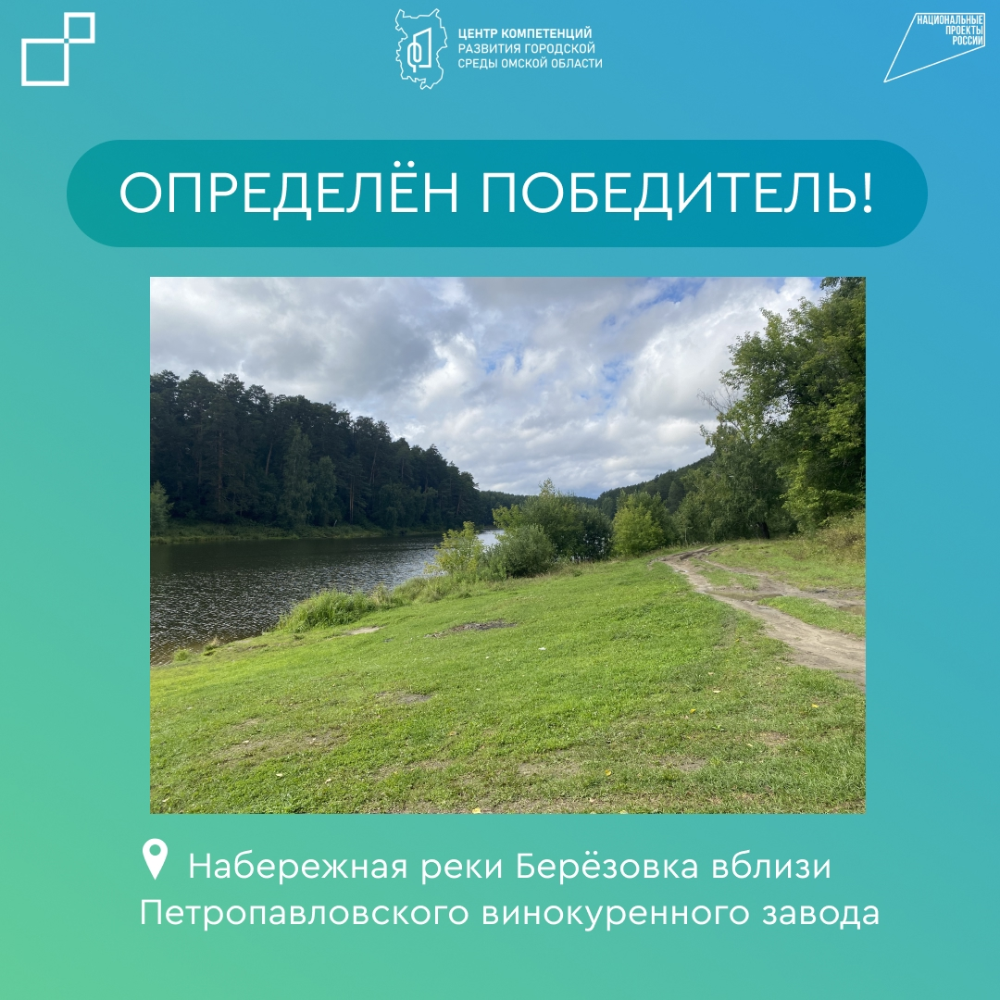 ЦЕНТР КОМПЕТЕНЦИЙ
РАЗВИТИЯ ГОРОДСКОЙ
СРЕДЫ ОМСКОЙ ОБЛАСТИ
НАЦИОНАЛЬНЫЕ
ПРОЕКТЫ
РОССИИ
ОПРЕДЕЛЁН ПОБЕДИТЕЛЬ!
Набережная реки Берёзовка вблизи
Петропавловского винокуренного завода